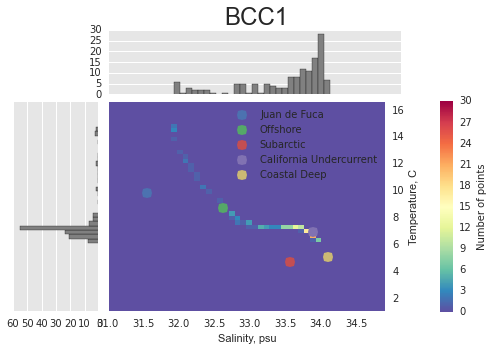 BCC1
30
25
20
15
10
5
0
Juan de Fuca
Offshore
Subarctic
California Undercurrent
Coastal Deep
16
14
12
10
8
6
4
2
Temperature, C
30
27
24
21
18
15
12
9
6
3
0
Number of points
60 50 40 30 20 10 0
31.0 31.5 32.0 32.5 33.0 33.5 34.0 34.5
Salinity, psu